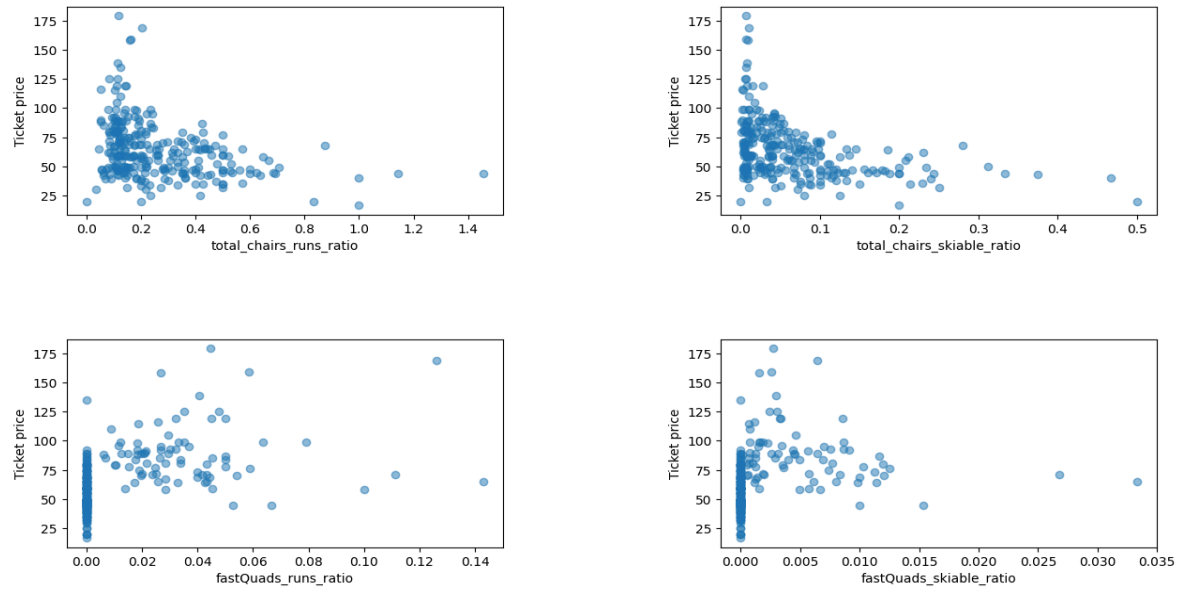 175
150
125
100
75
50
25
Ticket price
0.0 0.2 0.4 0.6 0.8 1.0 1.2 1.4
total_chairs_runs_ratio
175
150
125
100
75
50
25
Ticket price
0.0 0.1 0.2 0.3 0.4 0.5
total_chairs_skiable_ratio
175
150
125
100
75
50
25
Ticket price
0.00 0.02 0.04 0.06 0.08 0.10 0.12 0.14
fastQuads_runs_ratio
175
150
125
100
75
50
25
Ticket price
0.000 0.005 0.010 0.015 0.020 0.025 0.030 0.035
fastQuads_skiable_ratio